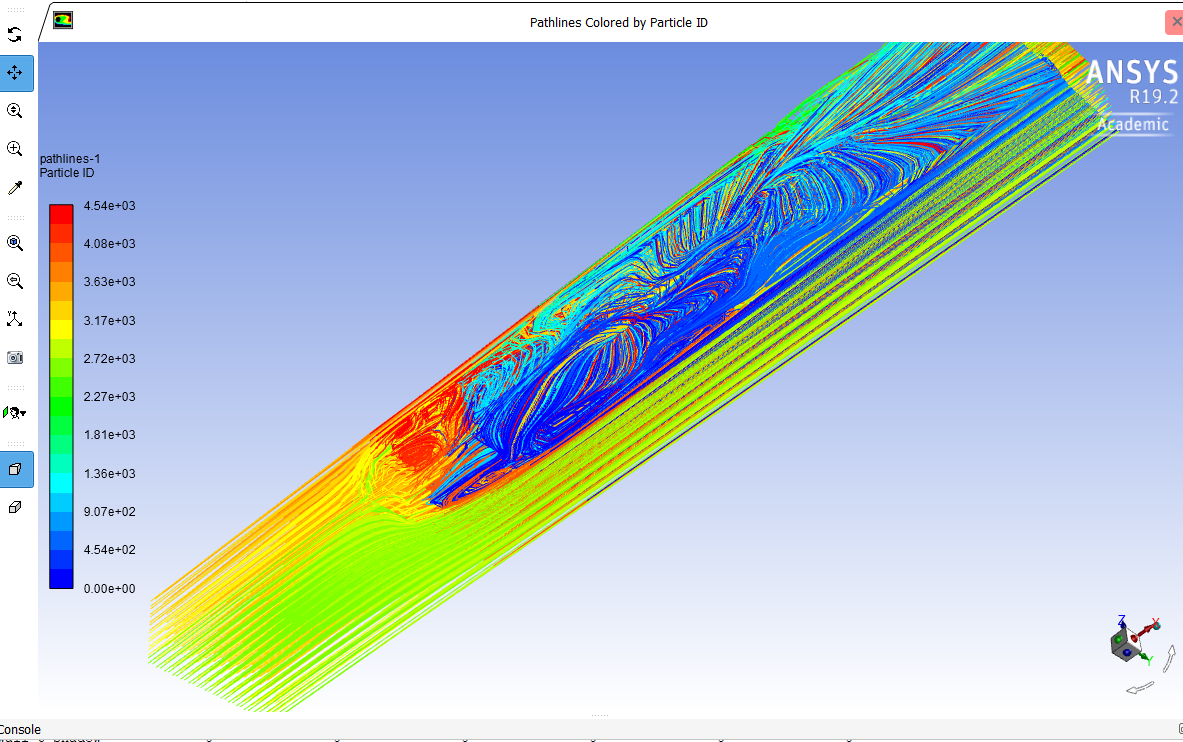 Pathlines Colored by Particle ID
ANSYS
R19.2
Academic
pathlines-1
Particle ID
4.54e+03
4.08e+03
3.63e+03
3.17e+03
2.72e+03
2.27e+03
1.81e+03
1.36e+03
9.07e+02
4.54e+02
0.00e+00
Z
X
Y
Console